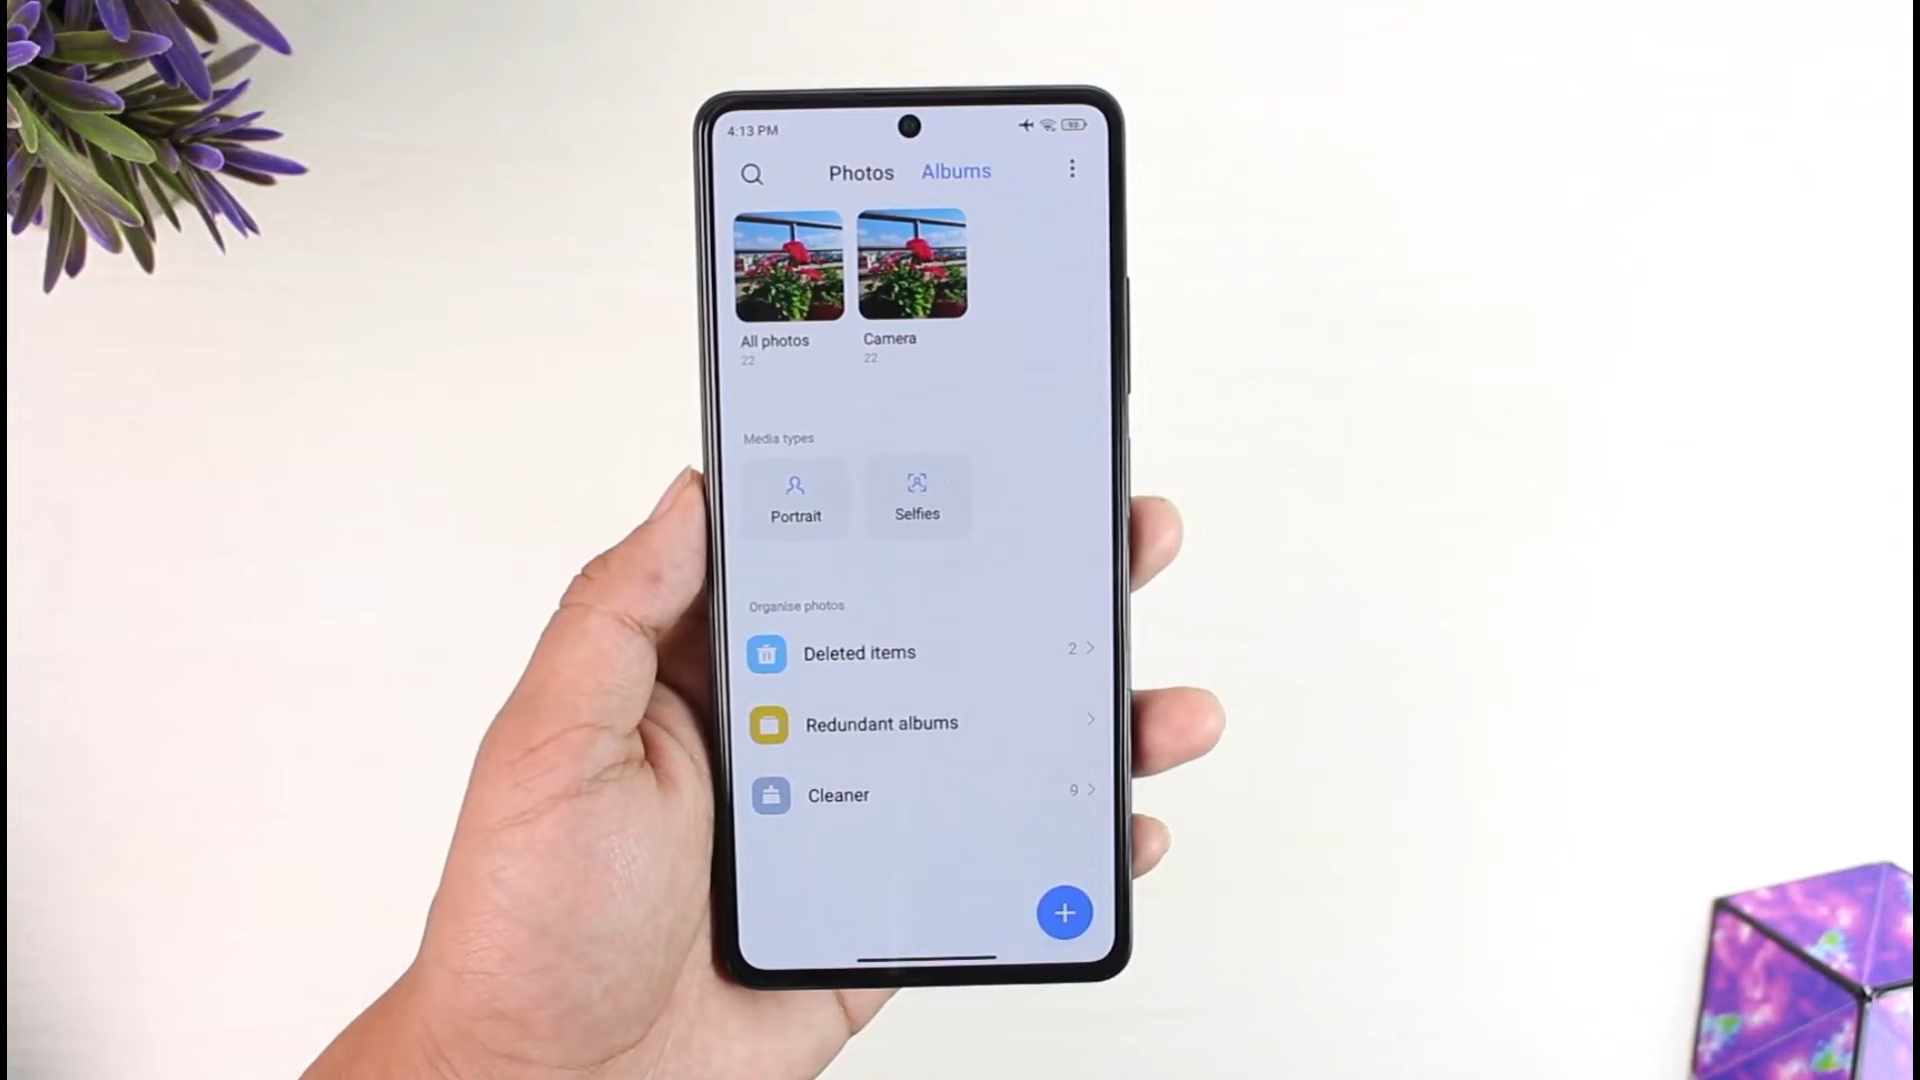 4:13 PM
93
Photos Albums
All photos Camera
22 22
Media types
Portrait Selfies
Organise photos
Deleted items 2
Redundant albums
Cleaner 9